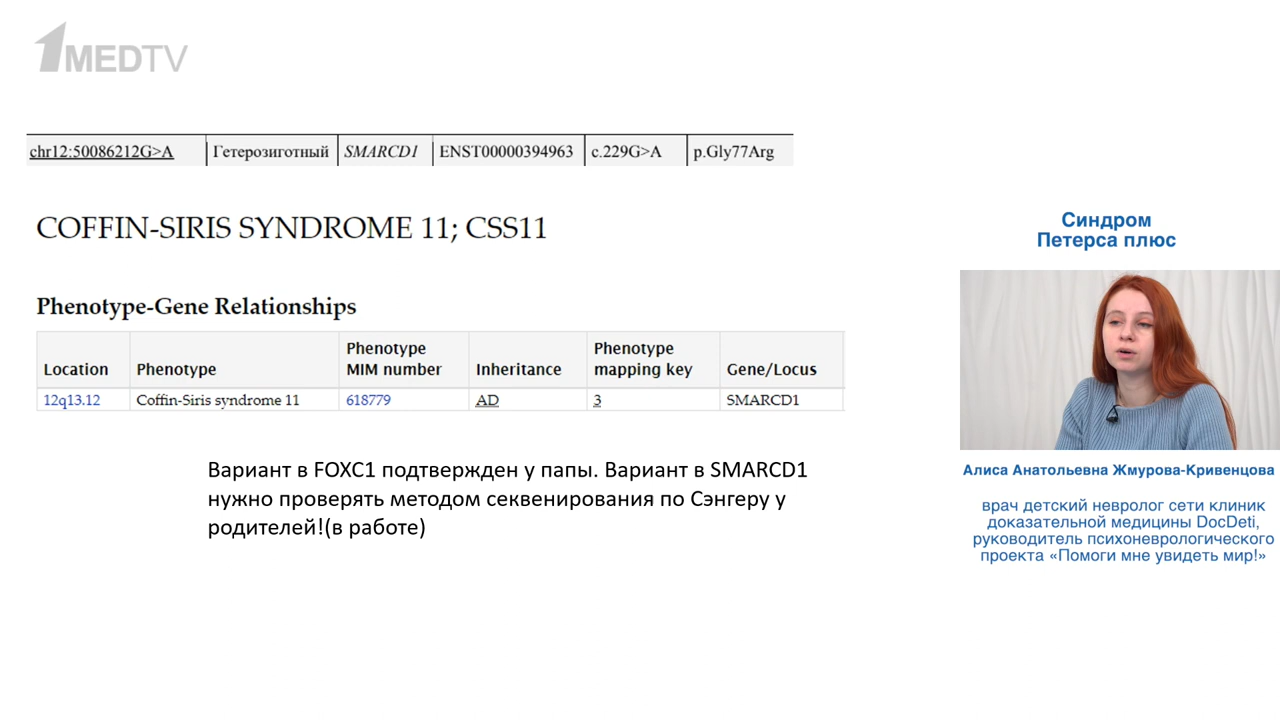 1MEDTV
chr12:50086212G>A Гетерозиготный SMARCD1 ENST00000394963 c.229G>A p.Gly77Arg
COFFIN-SIRIS SYNDROME 11; CSS11
Phenotype-Gene Relationships
Location Phenotype Phenotype MIM number Inheritance Phenotype mapping key Gene/Locus
12q13.12 Coffin-Siris syndrome 11 618779 AD 3 SMARCD1
Вариант в FOXC1 подтвержден у папы. Вариант в SMARCD1
нужно проверять методом секвенирования по Сэнгеру у
родителей!(в работе)
Синдром
Петерса плюс
Алиса Анатольевна Жмурова-Кривенцова
врач детский невролог сети клиник
доказательной медицины DocDeti,
руководитель психоневрологического
проекта «Помоги мне увидеть мир!»